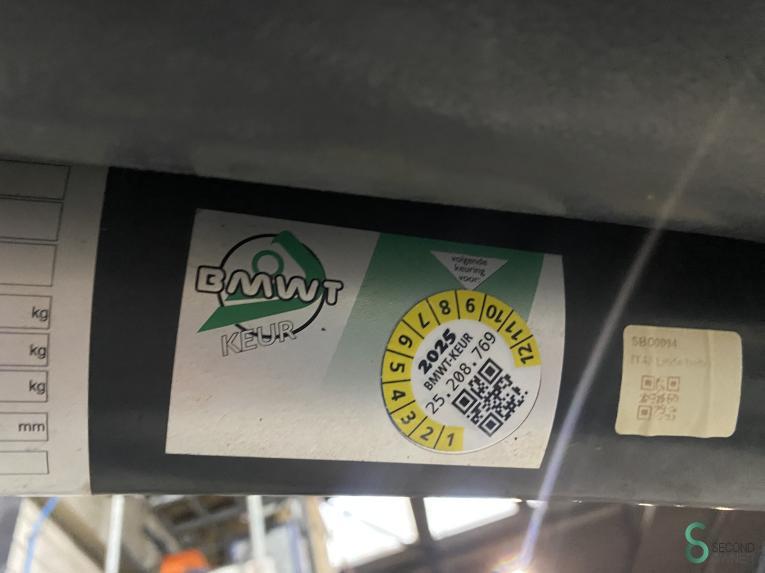 kg
kg
kg
mm
BMWT
KEUR
volgende
keuring
voor:
1 2 3 4 5 6 7 8 9 10 11 12
2025
BMWT-KEUR
25.208.769
SECOND